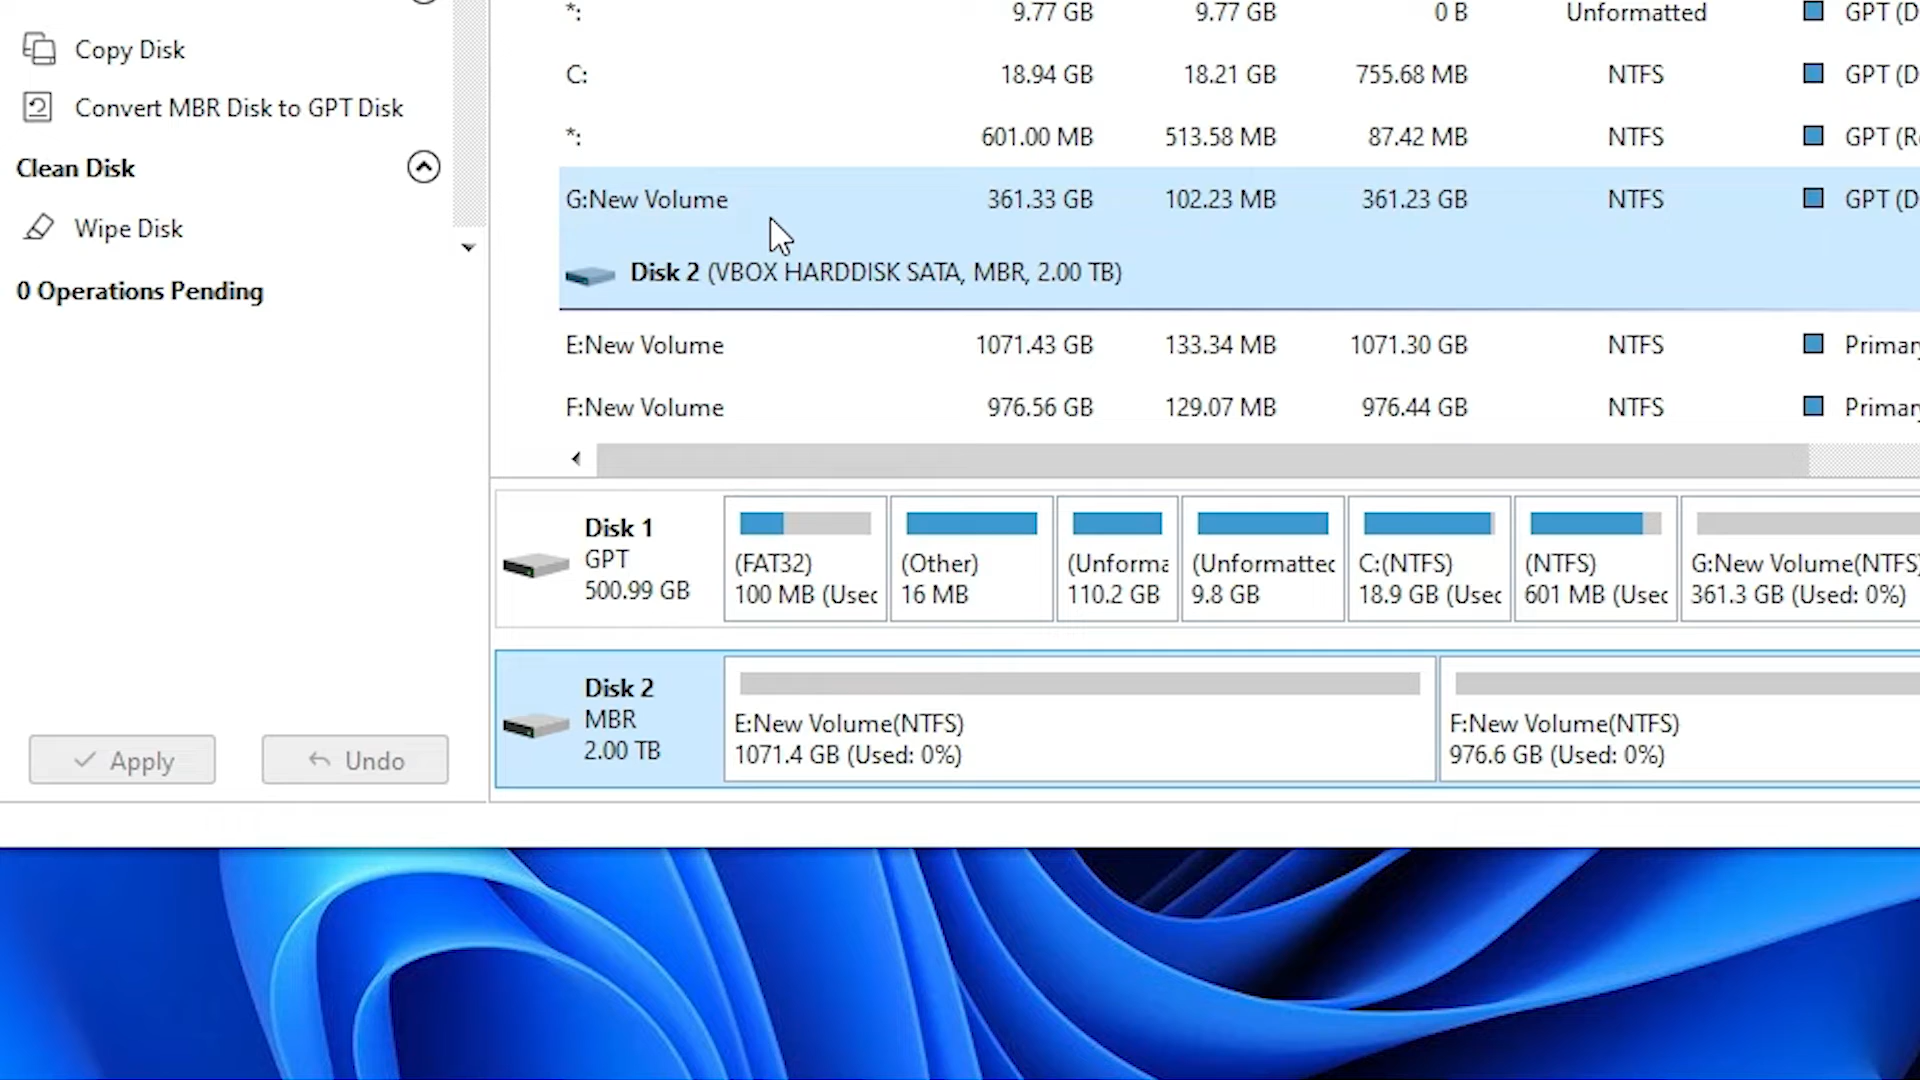 Copy Disk
Convert MBR Disk to GPT Disk
Clean Disk
Wipe Disk
0 Operations Pending
Apply
Undo
*: 9.77 GB 9.77 GB 0 B Unformatted GPT (D
C: 18.94 GB 18.21 GB 755.68 MB NTFS GPT (D
*: 601.00 MB 513.58 MB 87.42 MB NTFS GPT (R
G:New Volume 361.33 GB 102.23 MB 361.23 GB NTFS GPT (D
Disk 2 (VBOX HARDDISK SATA, MBR, 2.00 TB)
E:New Volume 1071.43 GB 133.34 MB 1071.30 GB NTFS Primar
F:New Volume 976.56 GB 129.07 MB 976.44 GB NTFS Primar
Disk 1
GPT
500.99 GB
(FAT32)
100 MB (Usec
(Other)
16 MB
(Unforma
110.2 GB
(Unformattec
9.8 GB
C:(NTFS)
18.9 GB (Usec
(NTFS)
601 MB (Usec
G:New Volume(NTFS)
361.3 GB (Used: 0%)
Disk 2
MBR
2.00 TB
E:New Volume(NTFS)
1071.4 GB (Used: 0%)
F:New Volume(NTFS)
976.6 GB (Used: 0%)